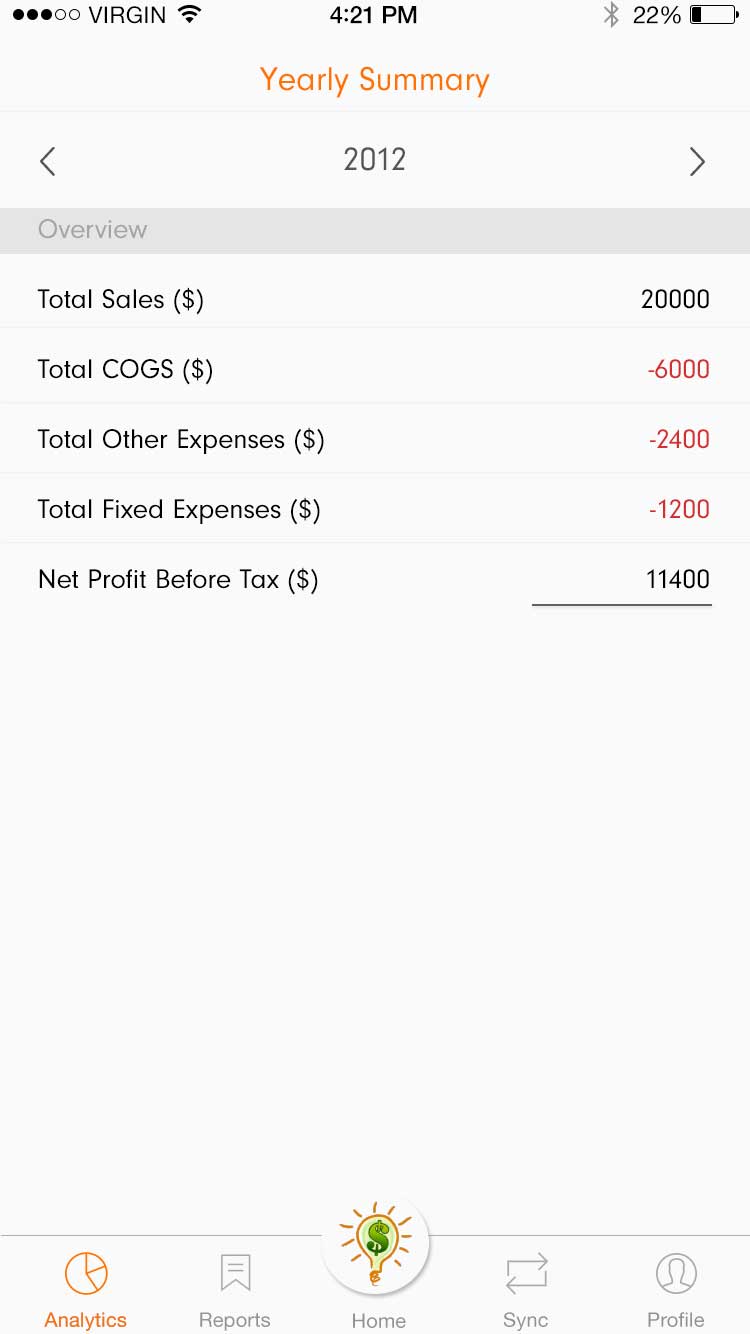 VIRGIN 4:21 PM 22%
Yearly Summary
2012
Overview
Total Sales ($) 20000
Total COGS ($) -6000
Total Other Expenses ($) -2400
Total Fixed Expenses ($) -1200
Net Profit Before Tax ($) 11400
$
Analytics Reports Home Sync Profile